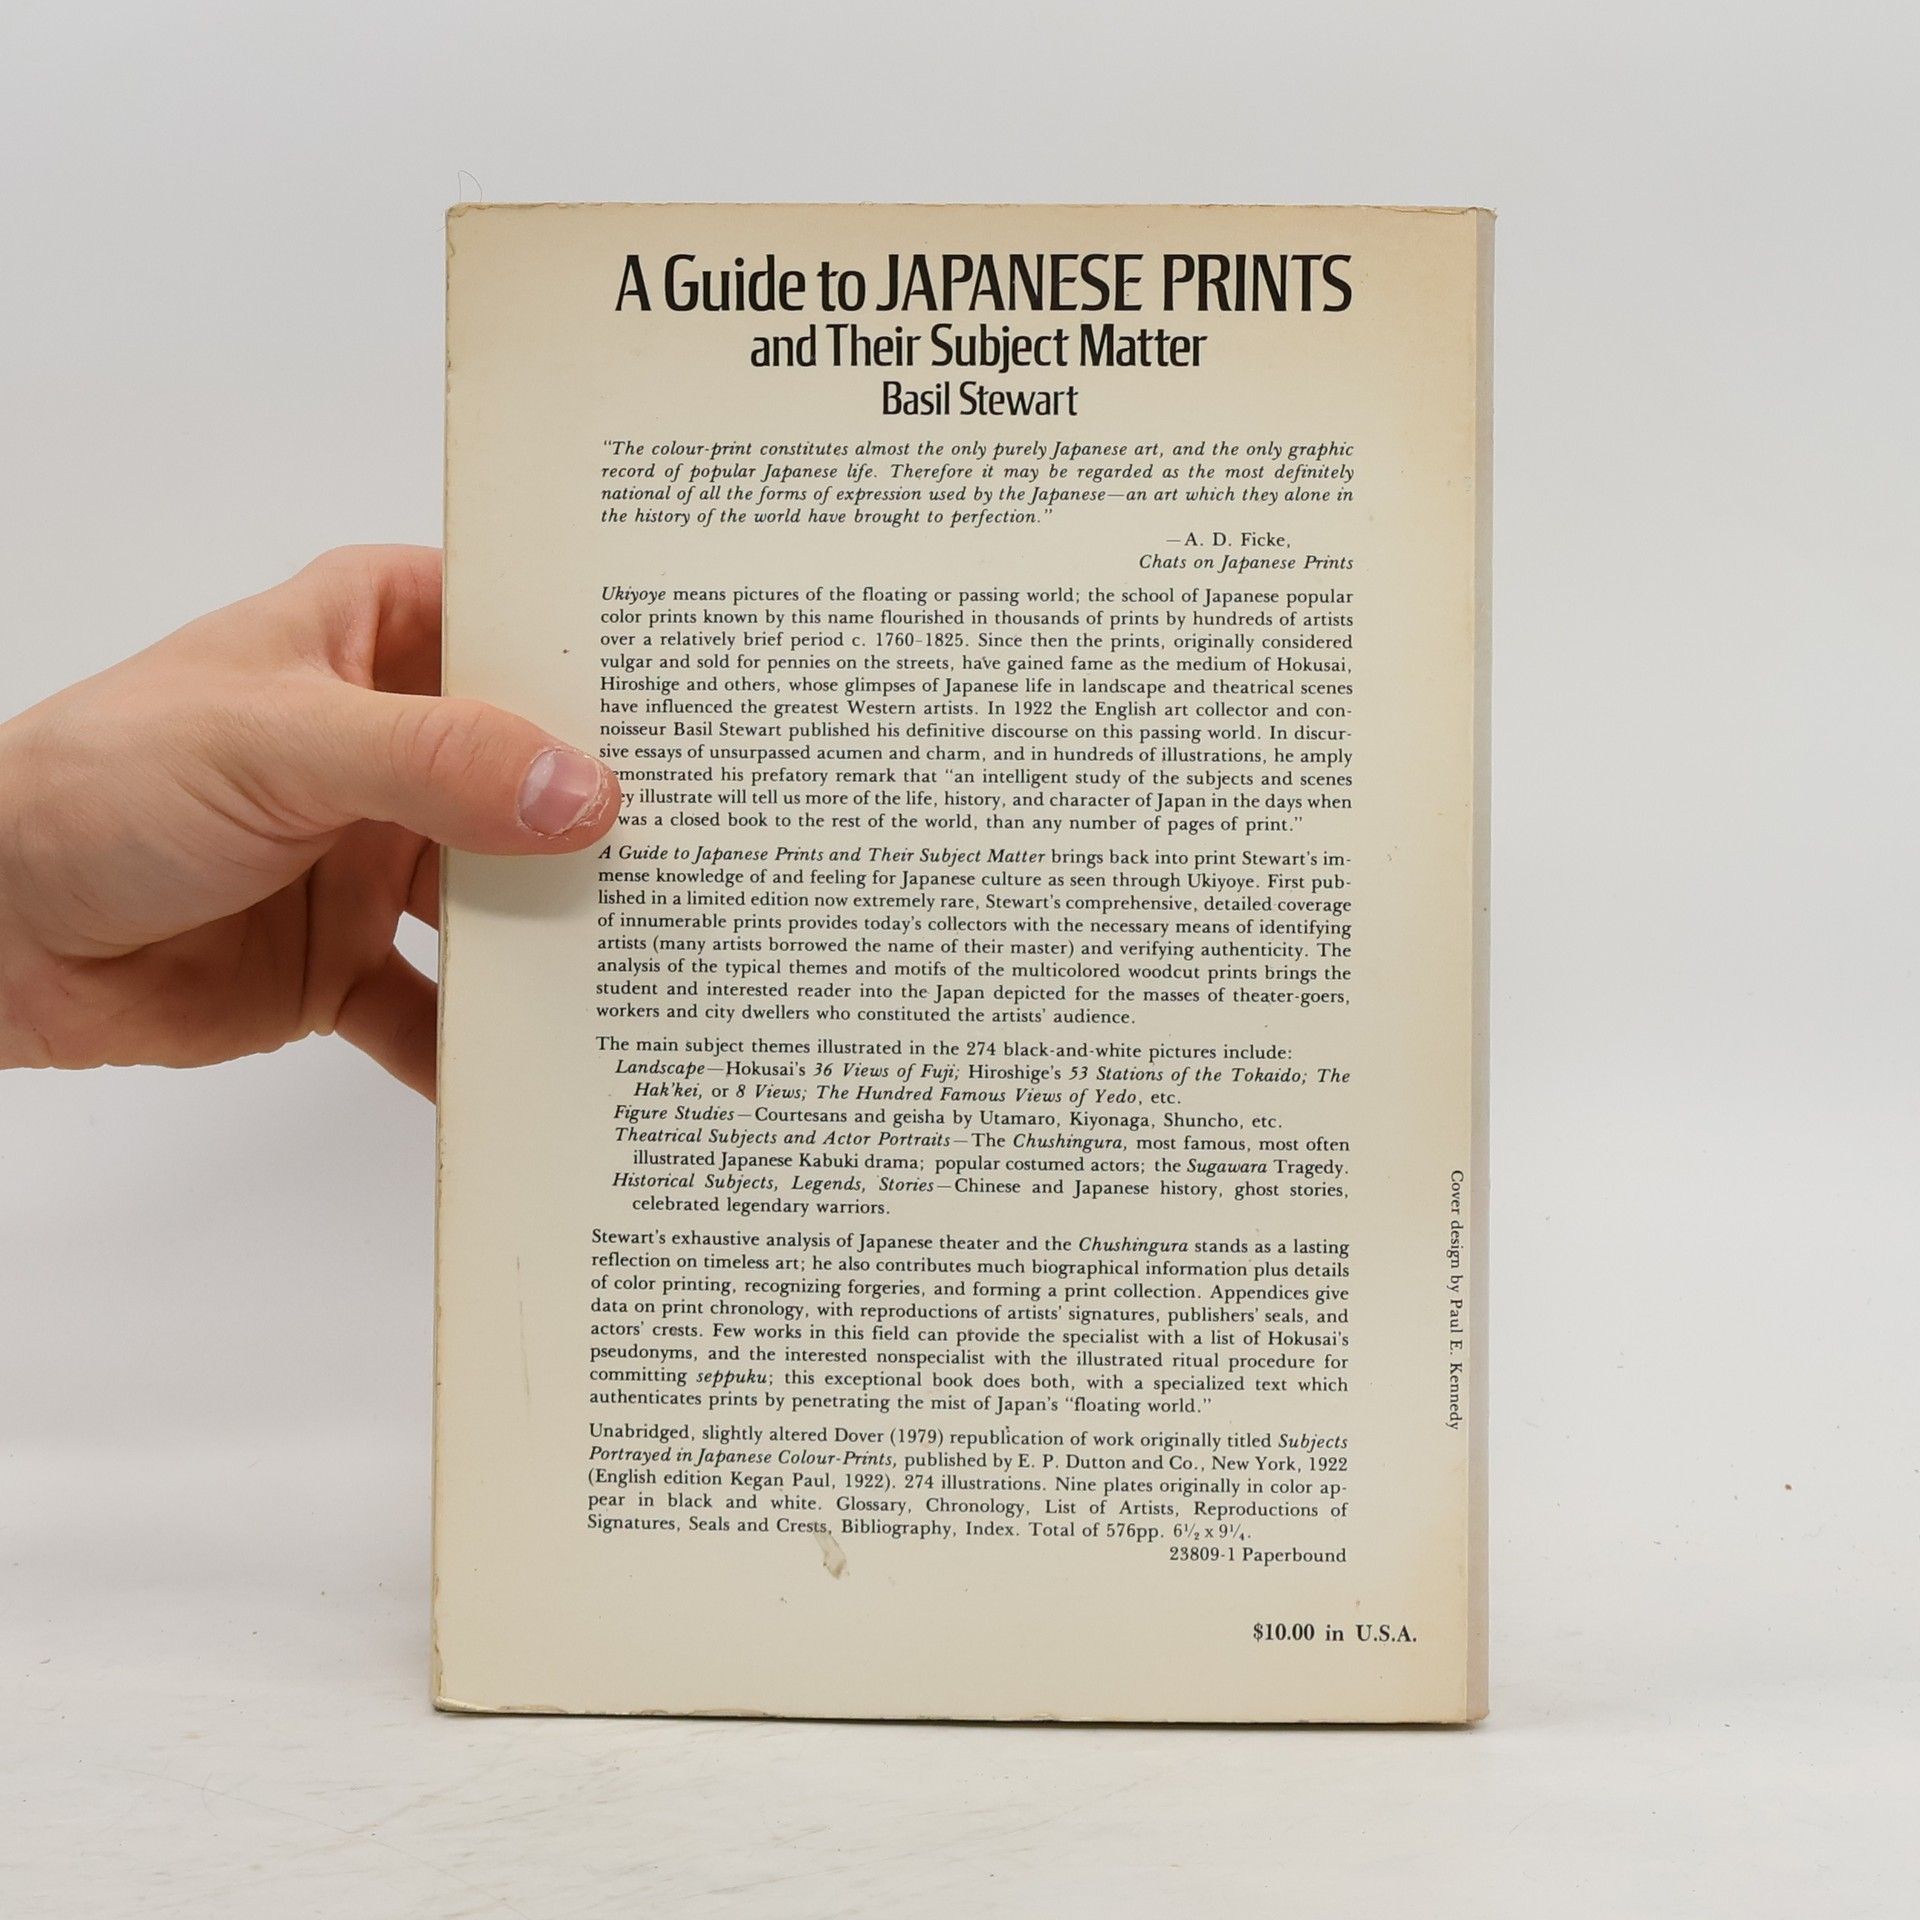 A Guide to JAPANESE PRINTS
and Their Subject Matter
Basil Stewart
"The colour-print constitutes almost the only purely Japanese art, and the only graphic
record of popular Japanese life. Therefore it may be regarded as the most definitely
national of all the forms of expression used by the Japanese—an art which they alone in
the history of the world have brought to perfection."
—A. D. Ficke,
Chats on Japanese Prints
Ukiyoye means pictures of the floating or passing world; the school of Japanese popular
color prints known by this name flourished in thousands of prints by hundreds of artists
over a relatively brief period c. 1760-1825. Since then the prints, originally considered
vulgar and sold for pennies on the streets, have gained fame as the medium of Hokusai,
Hiroshige and others, whose glimpses of Japanese life in landscape and theatrical scenes
have influenced the greatest Western artists. In 1922 the English art collector and con-
noisseur Basil Stewart published his definitive discourse on this passing world. In discur-
sive essays of unsurpassed acumen and charm, and in hundreds of illustrations, he amply
emonstrated his prefatory remark that "an intelligent study of the subjects and scenes
ey illustrate will tell us more of the life, history, and character of Japan in the days when
was a closed book to the rest of the world, than any number of pages of print."
A Guide to Japanese Prints and Their Subject Matter brings back into print Stewart's im-
mense knowledge of and feeling for Japanese culture as seen through Ukiyoye. First pub-
lished in a limited edition now extremely rare, Stewart's comprehensive, detailed coverage
of innumerable prints provides today's collectors with the necessary means of identifying
artists (many artists borrowed the name of their master) and verifying authenticity. The
analysis of the typical themes and motifs of the multicolored woodcut prints brings the
student and interested reader into the Japan depicted for the masses of theater-goers,
workers and city dwellers who constituted the artists' audience.
The main subject themes illustrated in the 274 black-and-white pictures include:
Landscape—Hokusai's 36 Views of Fuji; Hiroshige's 53 Stations of the Tokaido; The
Hak'kei, or 8 Views; The Hundred Famous Views of Yedo, etc.
Figure Studies—Courtesans and geisha by Utamaro, Kiyonaga, Shuncho, etc.
Theatrical Subjects and Actor Portraits—The Chushingura, most famous, most often
illustrated Japanese Kabuki drama; popular costumed actors; the Sugawara Tragedy.
Historical Subjects, Legends, Stories—Chinese and Japanese history, ghost stories,
celebrated legendary warriors.
Stewart's exhaustive analysis of Japanese theater and the Chushingura stands as a lasting
reflection on timeless art; he also contributes much biographical information plus details
of color printing, recognizing forgeries, and forming a print collection. Appendices give
data on print chronology, with reproductions of artists' signatures, publishers' seals, and
actors' crests. Few works in this field can provide the specialist with a list of Hokusai's
pseudonyms, and the interested nonspecialist with the illustrated ritual procedure for
committing seppuku; this exceptional book does both, with a specialized text which
authenticates prints by penetrating the mist of Japan's "floating world."
Unabridged, slightly altered Dover (1979) republication of work originally titled Subjects
Portrayed in Japanese Colour-Prints, published by E. P. Dutton and Co., New York, 1922
(English edition Kegan Paul, 1922). 274 illustrations. Nine plates originally in color ap-
pear in black and white. Glossary, Chronology, List of Artists, Reproductions of
Signatures, Seals and Crests, Bibliography, Index. Total of 576pp. 6½ x 9¼.
23809-1 Paperbound
$10.00 in U.S.A.
Cover design by Paul E. Kennedy